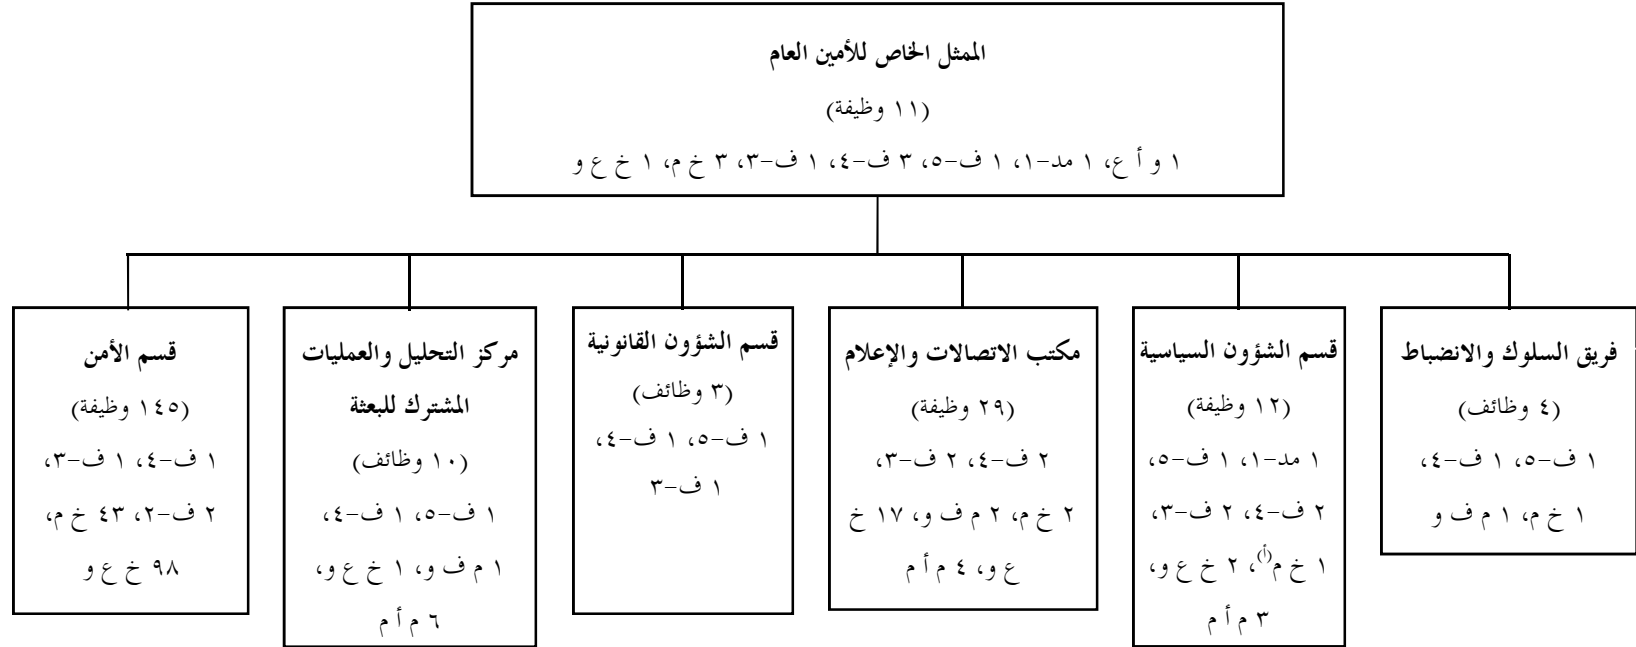 الممثل الخاص للأمين العام
(١١ وظيفة)
١ و أ ع، ١ مد-١، ١ ف-٥، ٣ ف-٤، ١ ف-٣، ٣ خ م، ١ خ ع و
فريق السلوك والانضباط
(٤ وظائف)
١ ف-٥، ١ ف-٤،
١ خ م، ١ م ف و
قسم الشؤون السياسية
(١٢ وظيفة)
١ مد-١، ١ ف-٥،
٢ ف-٤، ٢ ف-٣،
١ خ م(أ)، ٢ خ ع و،
٣ م أ م
مكتب الاتصالات والإعلام
(٢٩ وظيفة)
٢ ف-٤، ٢ ف-٣،
٢ خ م، ٢ م ف و، ١٧ خ
ع و، ٤ م أ م
قسم الشؤون القانونية
(٣ وظائف)
١ ف-٥، ١ ف-٤،
١ ف-٣
مركز التحليل والعمليات
المشترك للبعثة
(١٠ وظائف)
١ ف-٥، ١ ف-٤،
١ م ف و، ١ خ ع و،
٦ م أ م
قسم الأمن
(١٤٥ وظيفة)
١ ف-٤، ١ ف-٣،
٢ ف-٢، ٤٣ خ م،
٩٨ خ ع و